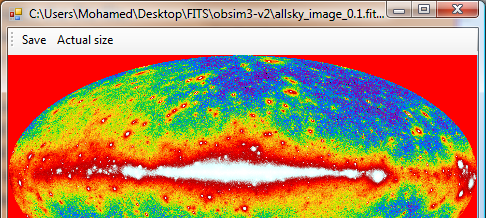 C:\Users\Mohamed\Desktop\FITS\obsim3-v2\allsky_image_0.1.fit...
Save Actual size